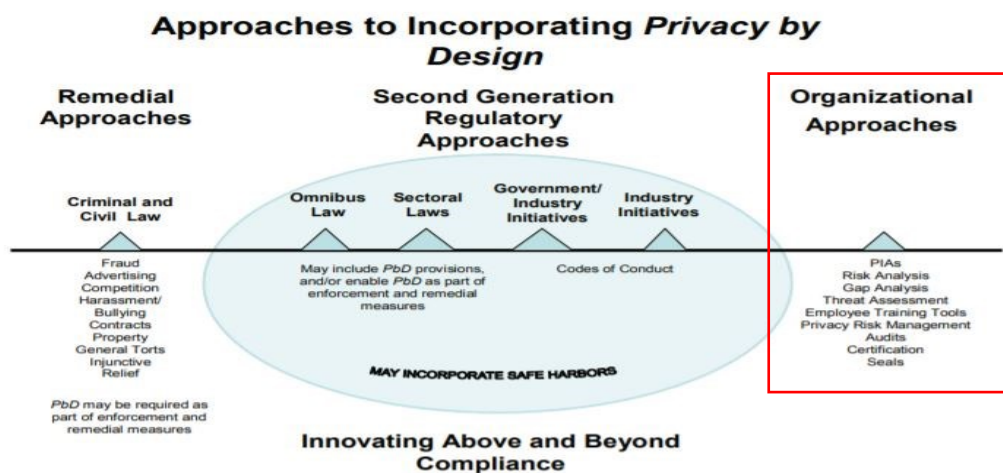 Approaches to Incorporating Privacy by
Design
Remedial
Approaches
Second Generation
Regulatory
Approaches
Organizational
Approaches
Criminal and
Civil Law
Omnibus
Law
Sectoral
Laws
Government/
Industry
Initiatives
Industry
Initiatives
Fraud
Advertising
Competition
Harassment/
Bullying
Contracts
Property
General Torts
Injunctive
Relief
PbD may be required as
part of enforcement and
remedial measures
May include PbD provisions,
and/or enable PbD as part of
enforcement and remedial
measures
Codes of Conduct
MAY INCORPORATE SAFE HARBORS
PIAs
Risk Analysis
Gap Analysis
Threat Assessment
Employee Training Tools
Privacy Risk Management
Audits
Certification
Seals
Innovating Above and Beyond
Compliance